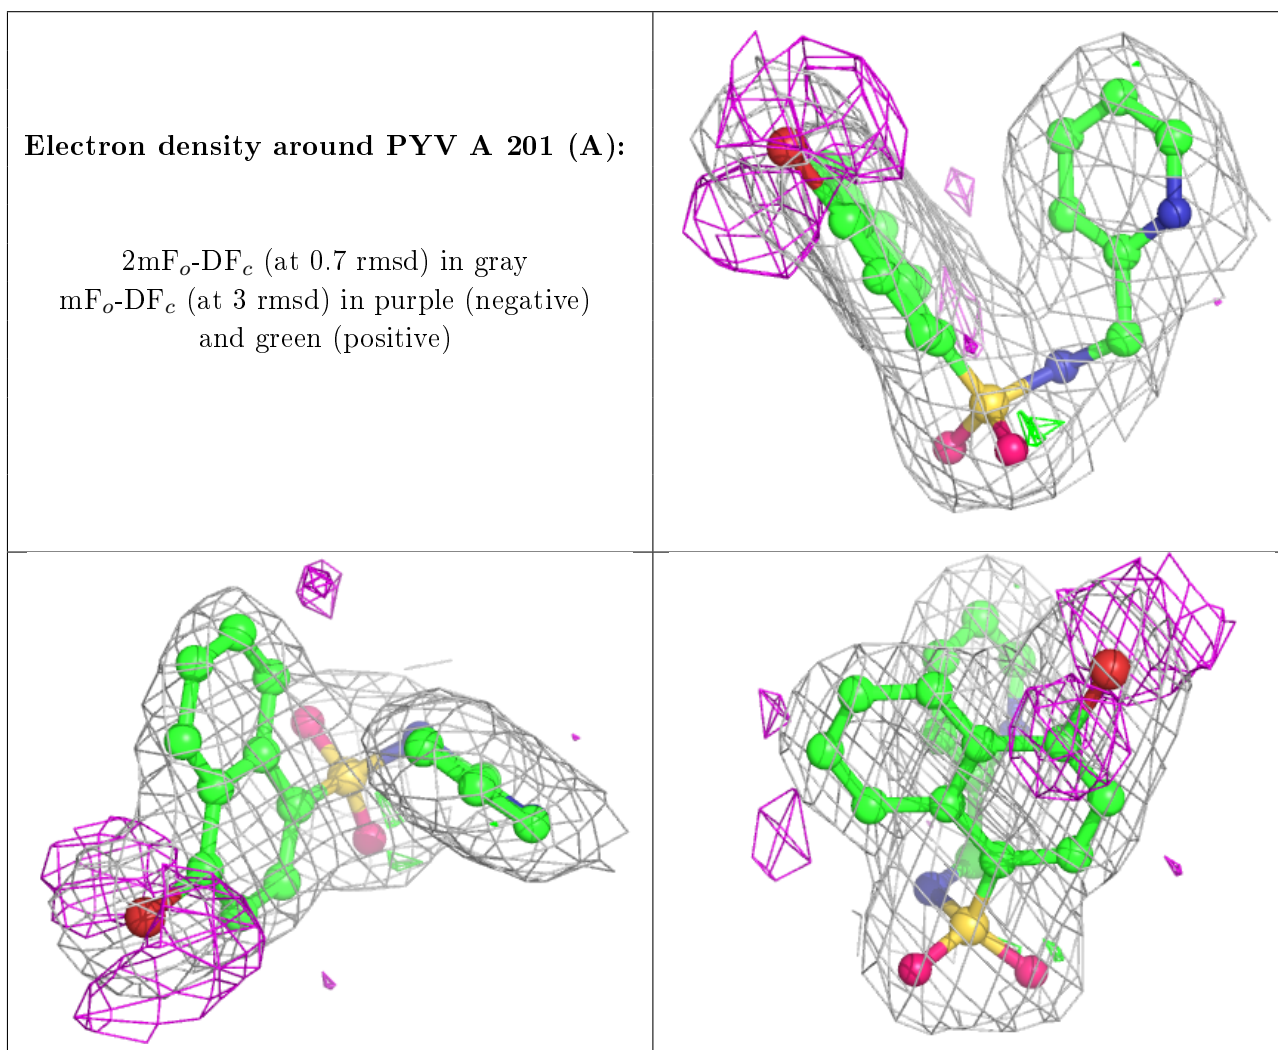 Electron density around PYV A 201 (A):
2mFo-DFc (at 0.7 rmsd) in gray
mFo-DFc (at 3 rmsd) in purple (negative)
and green (positive)